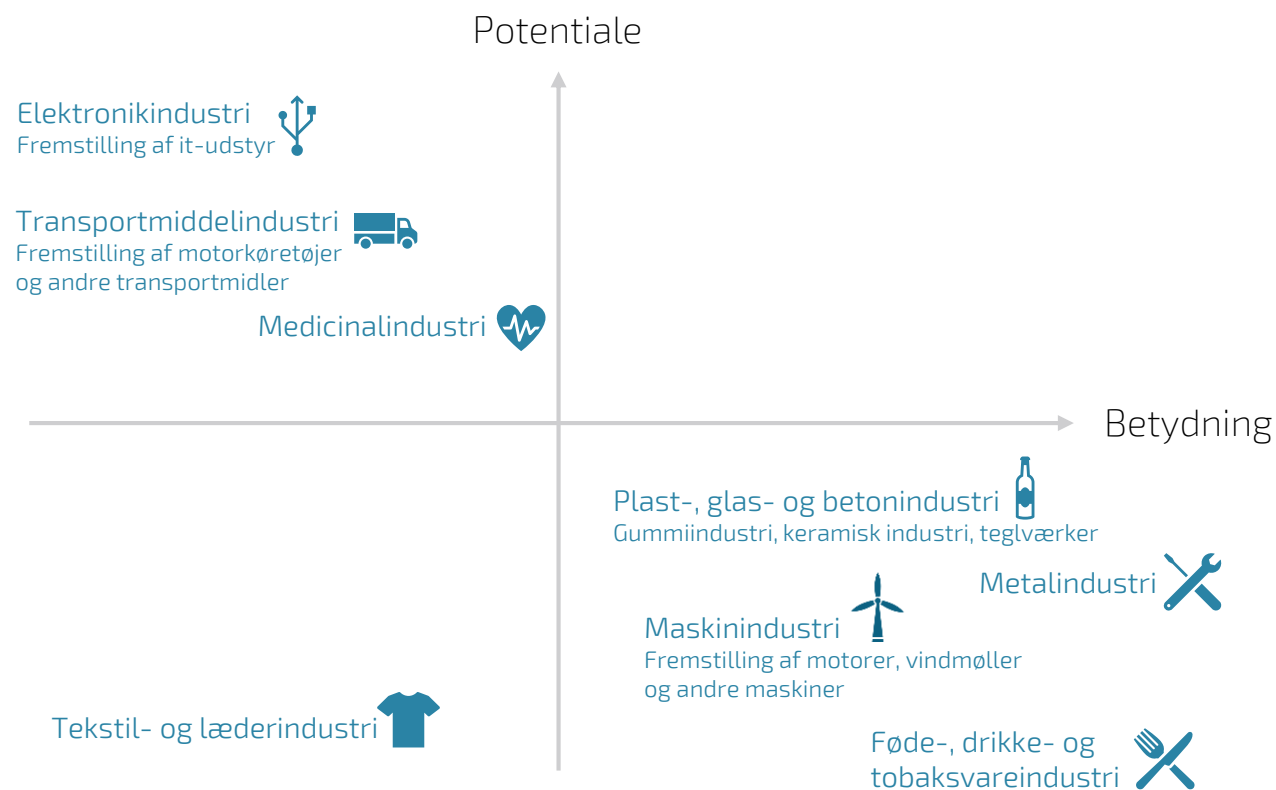 Potentiale
Elektronikindustri
Fremstilling af it-udstyr
Transportmiddelindustri
Fremstilling af motorkøretøjer
og andre transportmidler
Medicinalindustri
Betydning
Plast-, glas- og betonindustri
Gummiindustri, keramisk industri, teglværker
Metalindustri
Maskinindustri
Fremstilling af motorer, vindmøller
og andre maskiner
Tekstil- og læderindustri
Føde-, drikke- og
tobaksvareindustri